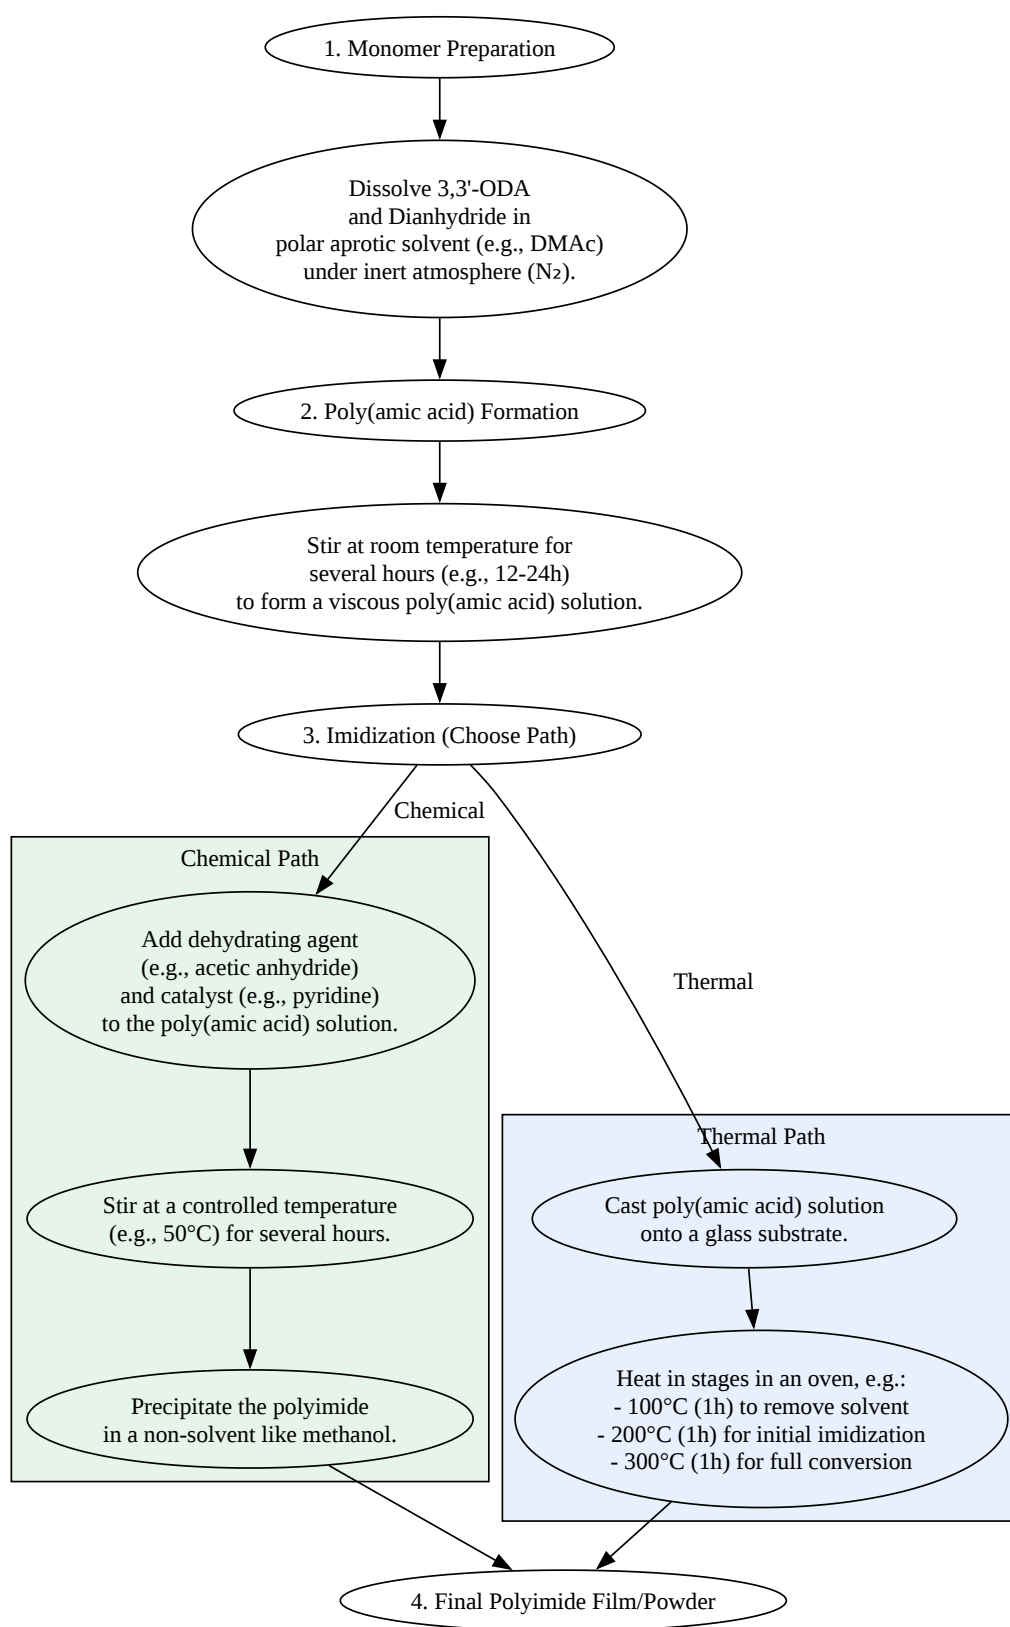 1. Monomer Preparation
Dissolve 3,3'-ODA
and Dianhydride in
polar aprotic solvent (e.g., DMAc)
under inert atmosphere (N₂).
2. Poly(amic acid) Formation
Stir at room temperature for
several hours (e.g., 12-24h)
to form a viscous poly(amic acid) solution.
3. Imidization (Choose Path)
Chemical
Chemical Path
Add dehydrating agent
(e.g., acetic anhydride)
and catalyst (e.g., pyridine)
to the poly(amic acid) solution.
Stir at a controlled temperature
(e.g., 50°C) for several hours.
Precipitate the polyimide
in a non-solvent like methanol.
Thermal
Thermal Path
Cast poly(amic acid) solution
onto a glass substrate.
Heat in stages in an oven, e.g.:
- 100°C (1h) to remove solvent
- 200°C (1h) for initial imidization
- 300°C (1h) for full conversion
4. Final Polyimide Film/Powder